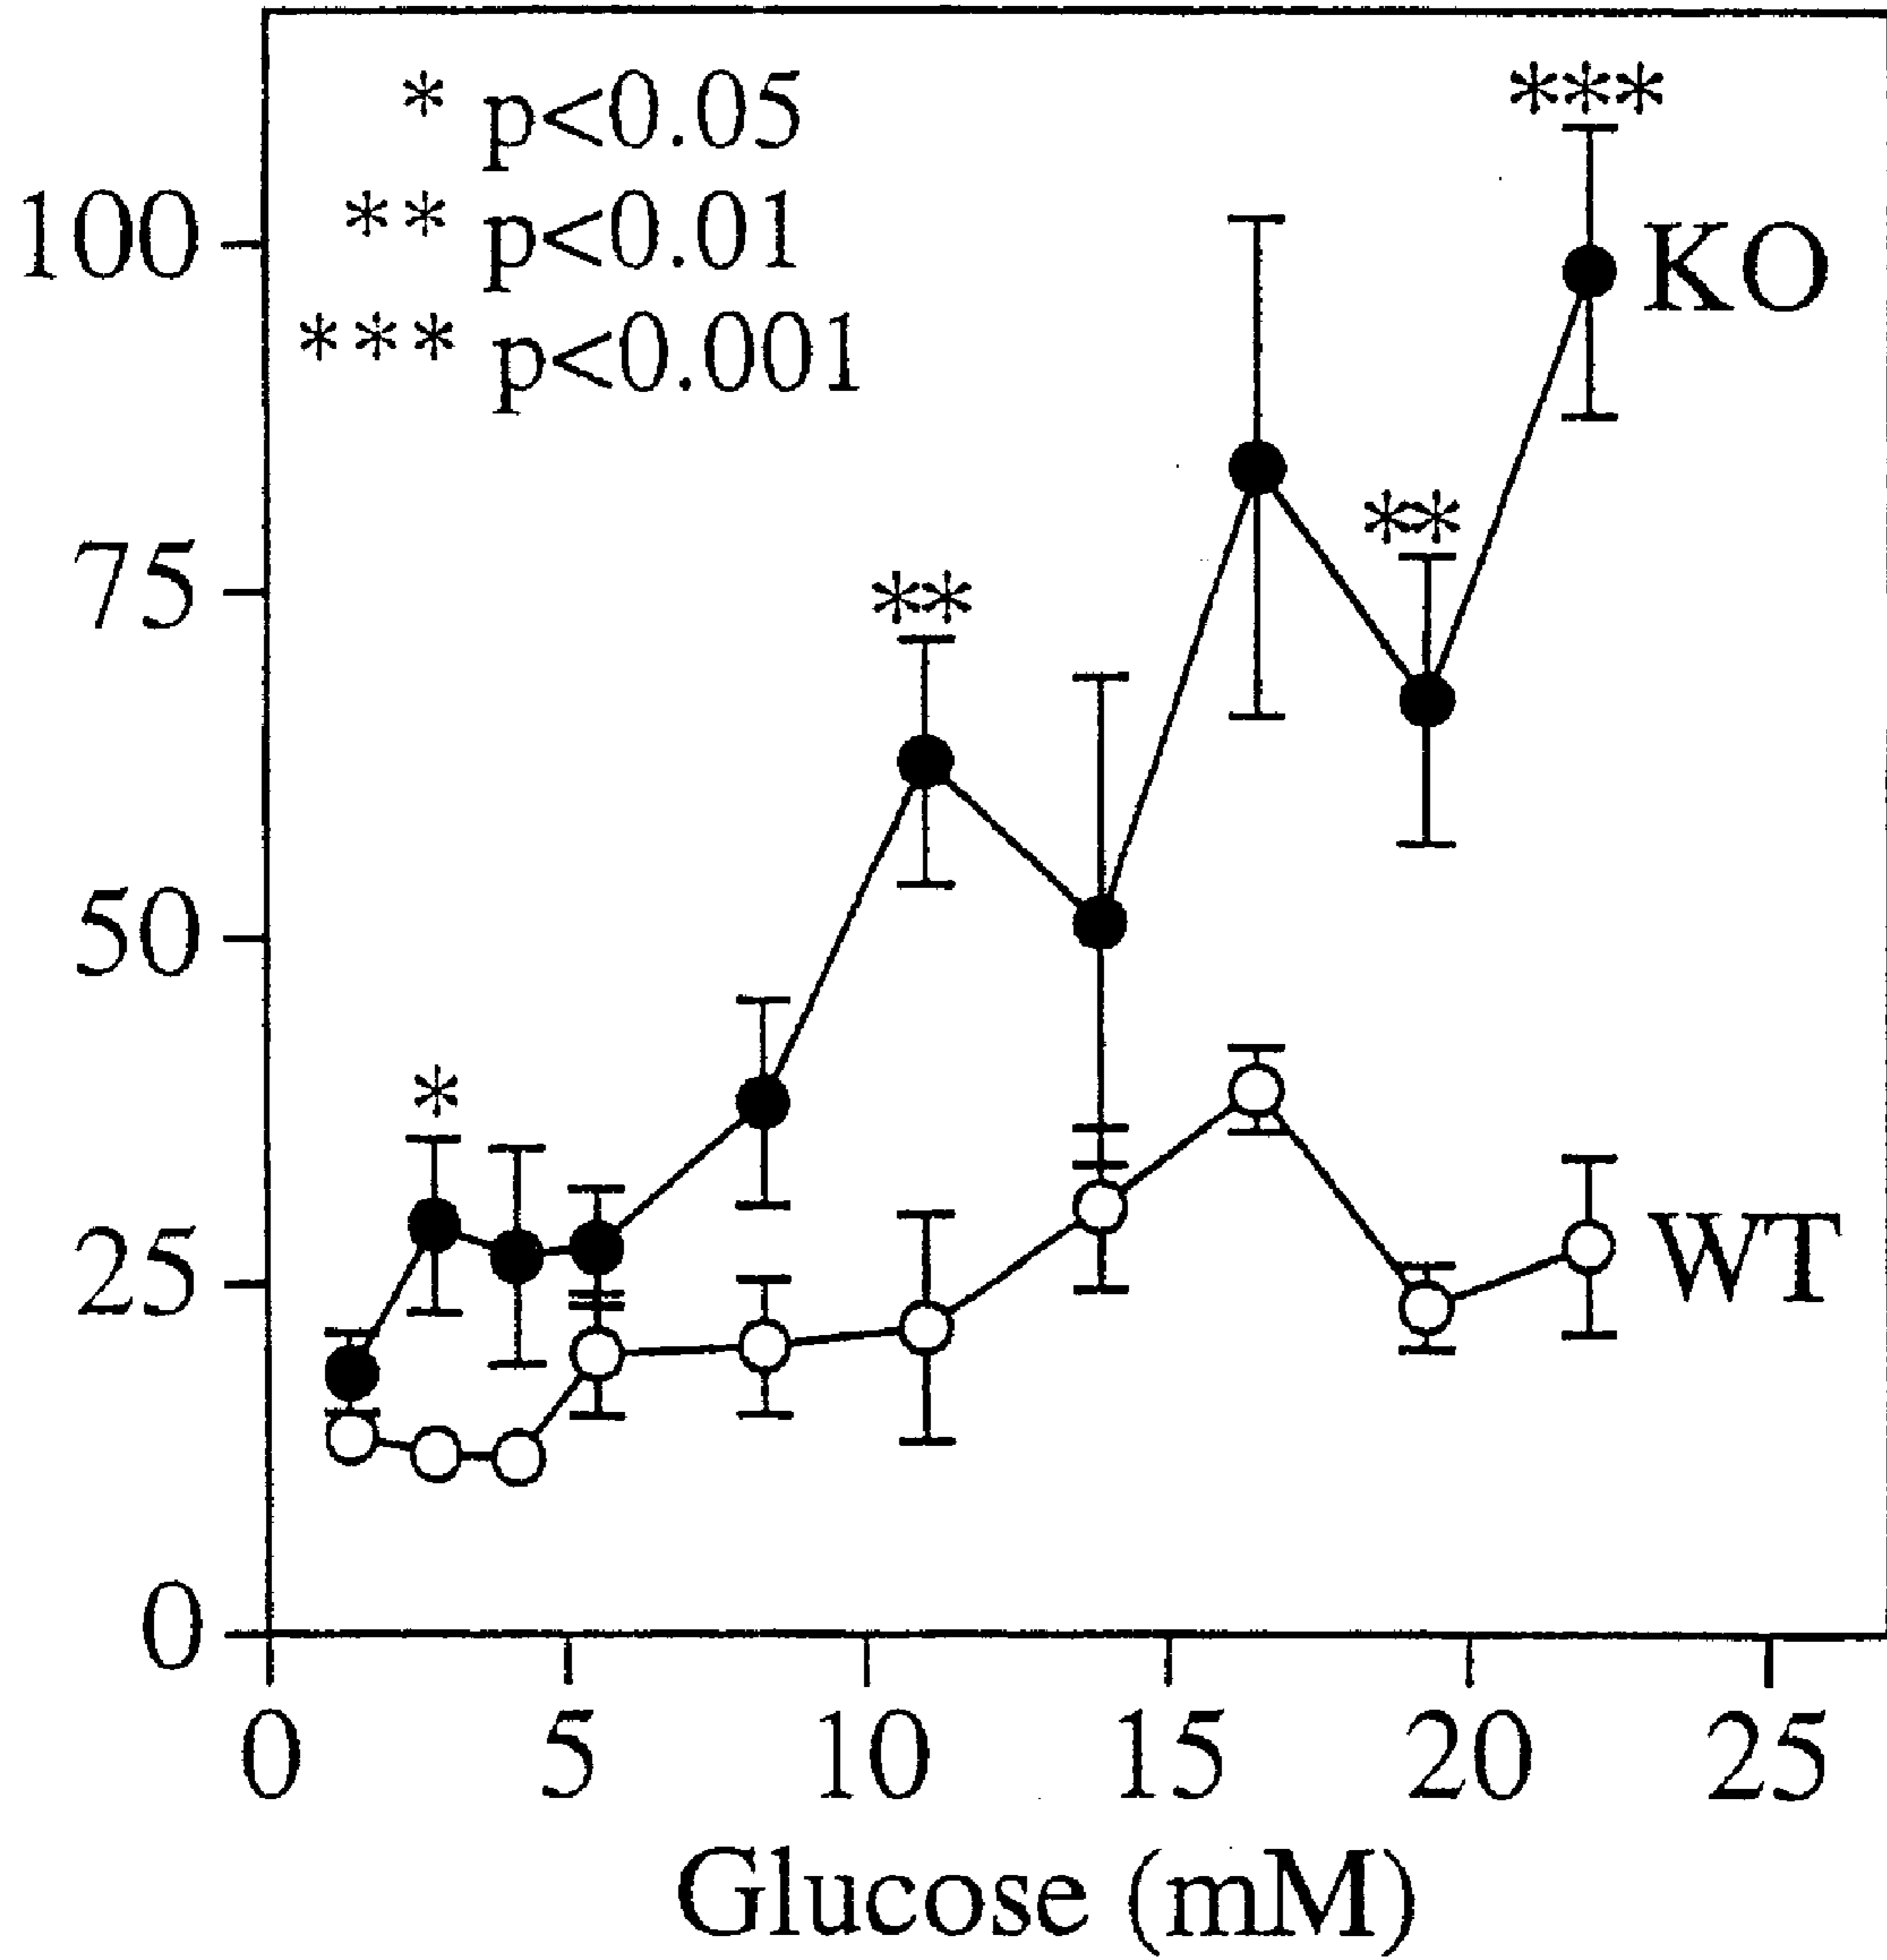 * p<0.05
** p<0.01
*** p<0.001
***
100
KO
75
**
**
50
*
25
WT
0
0 5 10 15 20 25
Glucose (mM)